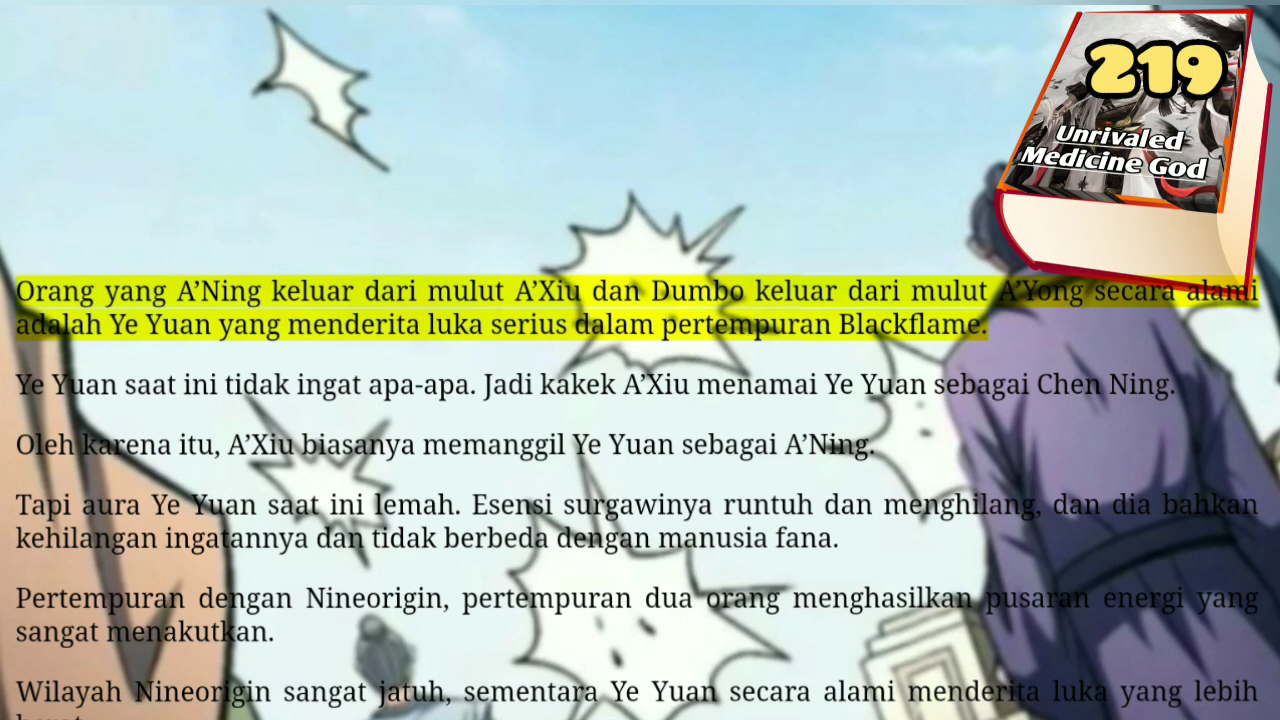 219
Unrivaled
Medicine God
Orang yang A’Ning keluar dari mulut A’Xiu dan Dumbo keluar dari mulut A’Yong secara alami
adalah Ye Yuan yang menderita luka serius dalam pertempuran Blackflame.
Ye Yuan saat ini tidak ingat apa-apa. Jadi kakek A’Xiu menamai Ye Yuan sebagai Chen Ning.
Oleh karena itu, A’Xiu biasanya memanggil Ye Yuan sebagai A’Ning.
Tapi aura Ye Yuan saat ini lemah. Esensi surgawinya runtuh dan menghilang, dan dia bahkan
kehilangan ingatannya dan tidak berbeda dengan manusia fana.
Pertempuran dengan Nineorigin, pertempuran dua orang menghasilkan pusaran energi yang
sangat menakutkan.
Wilayah Nineorigin sangat jatuh, sementara Ye Yuan secara alami menderita luka yang lebih